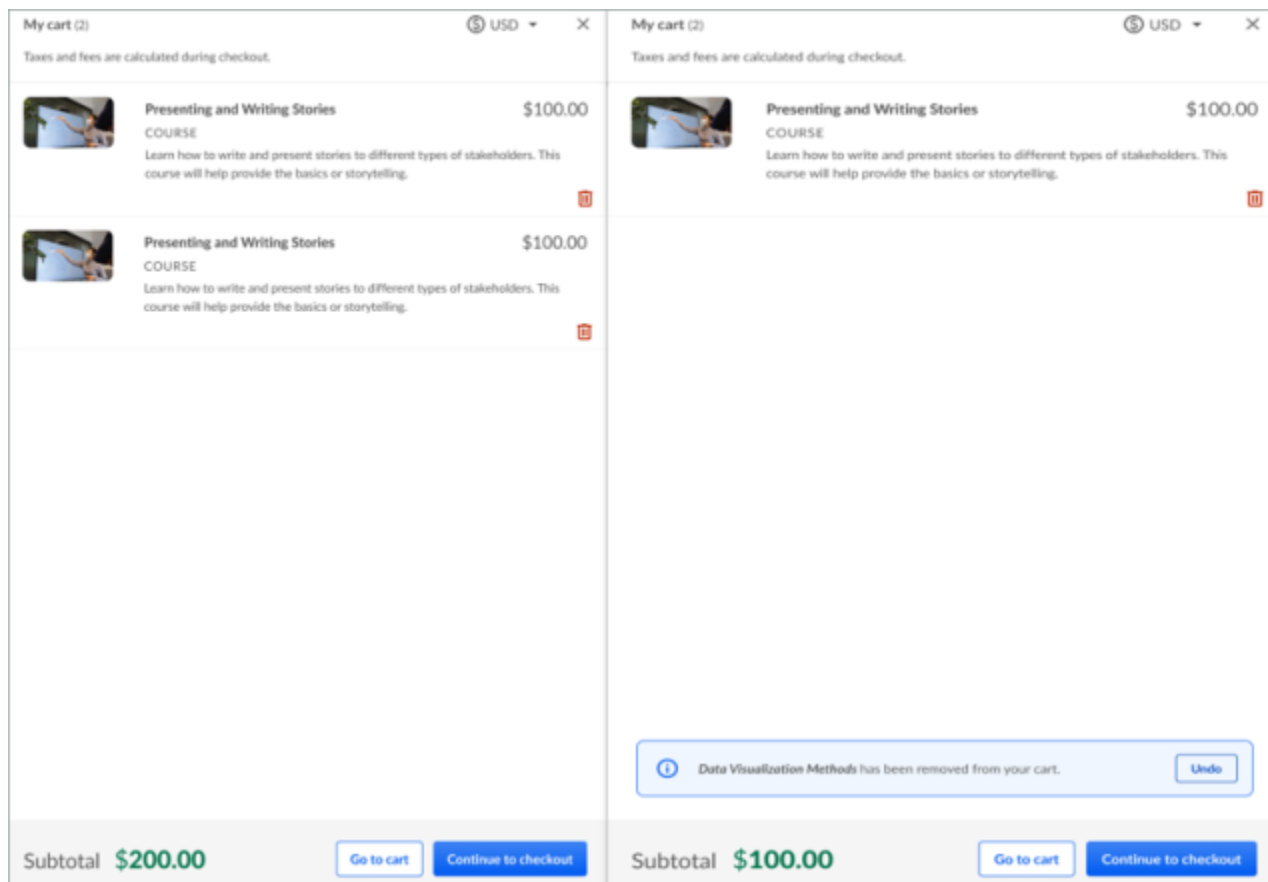 My cart (2)
USD
Taxes and fees are calculated during checkout.
Presenting and Writing Stories
$100.00
COURSE
Learn how to write and present stories to different types of stakeholders. This
course will help provide the basics or storytelling.
Presenting and Writing Stories
$100.00
COURSE
Learn how to write and present stories to different types of stakeholders. This
course will help provide the basics or storytelling.
Subtotal $200.00
Go to cart
Continue to checkout
My cart (2)
USD
Taxes and fees are calculated during checkout.
Presenting and Writing Stories
$100.00
COURSE
Learn how to write and present stories to different types of stakeholders. This
course will help provide the basics or storytelling.
Data Visualization Methods has been removed from your cart.
Undo
Subtotal $100.00
Go to cart
Continue to checkout